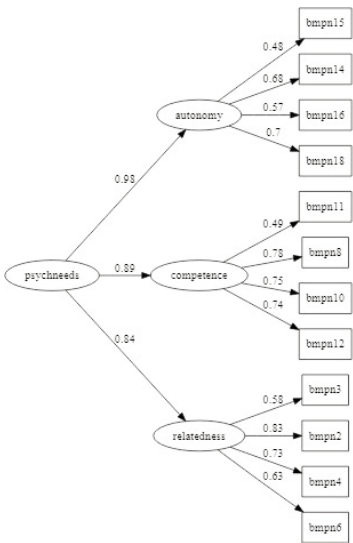 bmpn15
0.48
bmpn14
0.68
autonomy
0.57
bmpn16
0.7
bmpn18
0.98
bmpn11
0.49
bmpn8
0.78
psychneeds
0.89
competence
0.75
bmpn10
0.74
bmpn12
0.84
bmpn3
0.58
relatedness
0.83
bmpn2
0.73
bmpn4
0.63
bmpn6